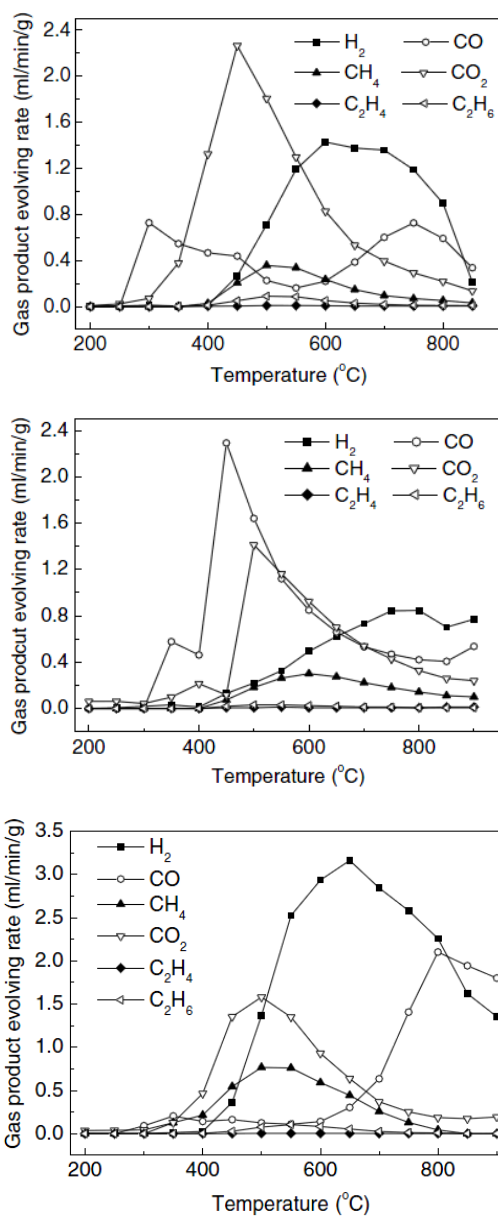 Gas product evolving rate (ml/min/g)
2.4
2.0
1.6
1.2
0.8
0.4
0.0
H2 CO
CH4 CO2
C2H4 C2H6
200 400 600 800
Temperature (°C)
Gas prodcut evolving rate (ml/min/g)
2.4
2.0
1.6
1.2
0.8
0.4
0.0
H2 CO
CH4 CO2
C2H4 C2H6
200 400 600 800
Temperature (°C)
Gas product evolving rate (ml/min/g)
3.5
3.0
2.5
2.0
1.5
1.0
0.5
0.0
H2
CO
CH4
CO2
C2H4
C2H6
200 400 600 800
Temperature (°C)